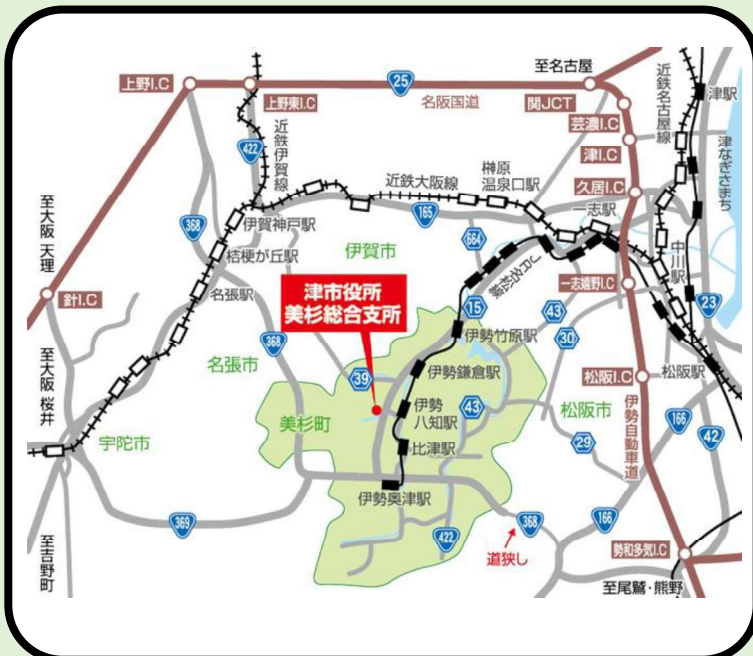 上野I.C
上野東I.C
25
名阪国道
至名古屋
関JCT
近鉄名古屋線
津駅
芸濃I.C
津I.C
久居I.C
津なぎさまち
近鉄伊賀線
422
近鉄大阪線
榊原
温泉口駅
165
一志駅
中川駅
368
伊賀神戸駅
桔梗が丘駅
名張駅
伊賀市
664
JR名松線
至大阪 天理
針I.C
津市役所
美杉総合支所
15
43
一志嬉野I.C
23
伊勢竹原駅
30
368
名張市
39
伊勢鎌倉駅
松阪駅
松阪I.C
至大阪 桜井
宇陀市
美杉町
伊勢
八知駅
43
松阪市
伊勢自動車道
166
42
比津駅
29
伊勢奥津駅
369
422
368
道狭し
166
勢和多気I.C
至吉野町
至尾鷲・熊野